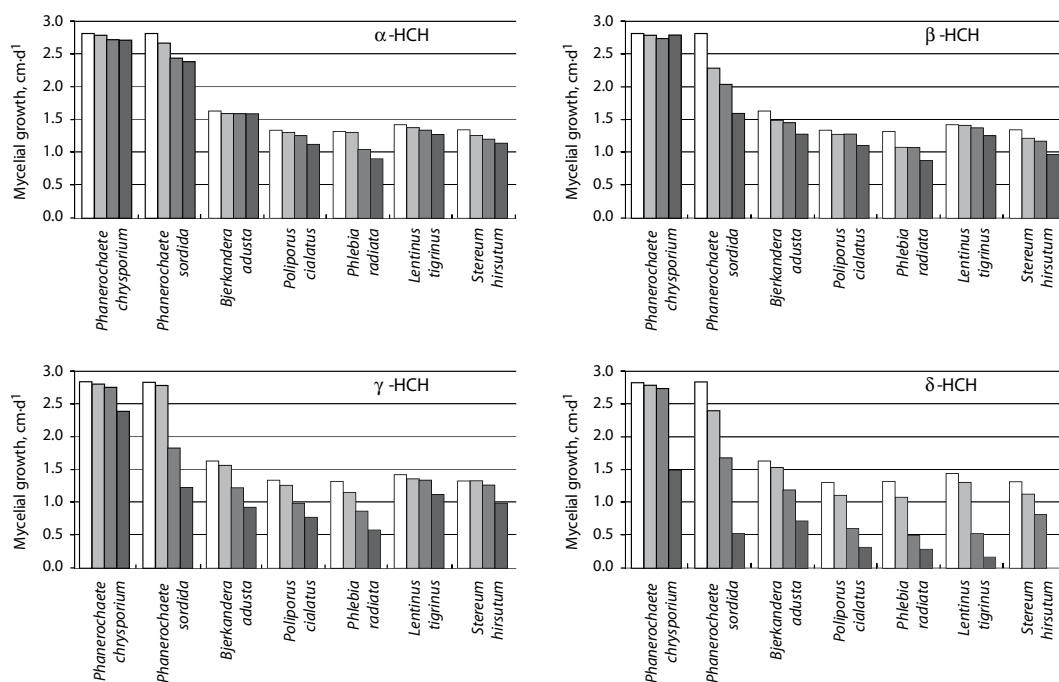 α-HCH
Mycelial growth, cm·d¹
3.0
2.5
2.0
1.5
1.0
0.5
0.0
Phanerochaete
chrysporium
Phanerochaete
sordida
Bjerkandera
adusta
Poliporus
cialatus
Phlebia
radiata
Lentinus
tigrinus
Stereum
hirsutum
β-HCH
Mycelial growth, cm·d¹
3.0
2.5
2.0
1.5
1.0
0.5
0.0
Phanerochaete
chrysporium
Phanerochaete
sordida
Bjerkandera
adusta
Poliporus
cialatus
Phlebia
radiata
Lentinus
tigrinus
Stereum
hirsutum
γ-HCH
Mycelial growth, cm·d¹
3.0
2.5
2.0
1.5
1.0
0.5
0.0
Phanerochaete
chrysporium
Phanerochaete
sordida
Bjerkandera
adusta
Poliporus
cialatus
Phlebia
radiata
Lentinus
tigrinus
Stereum
hirsutum
δ-HCH
Mycelial growth, cm·d¹
3.0
2.5
2.0
1.5
1.0
0.5
0.0
Phanerochaete
chrysporium
Phanerochaete
sordida
Bjerkandera
adusta
Poliporus
cialatus
Phlebia
radiata
Lentinus
tigrinus
Stereum
hirsutum